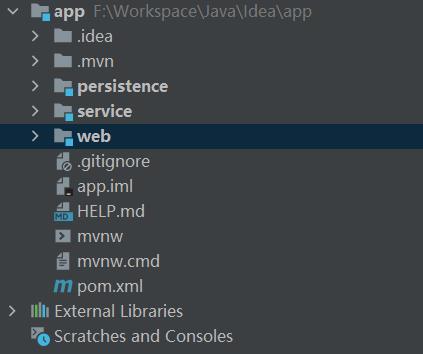 app F:\Workspace\Java\Idea\app
.idea
.mvn
persistence
service
web
.gitignore
app.iml
MD HELP.md
mvnw
mvnw.cmd
m pom.xml
External Libraries
Scratches and Consoles